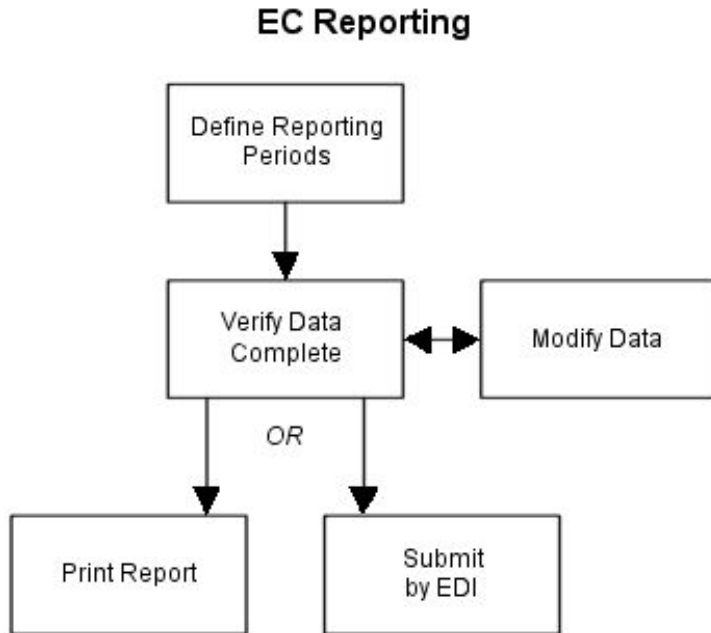 EC Reporting
Define Reporting
Periods
Verify Data
Complete
Modify Data
OR
Print Report
Submit
by EDI